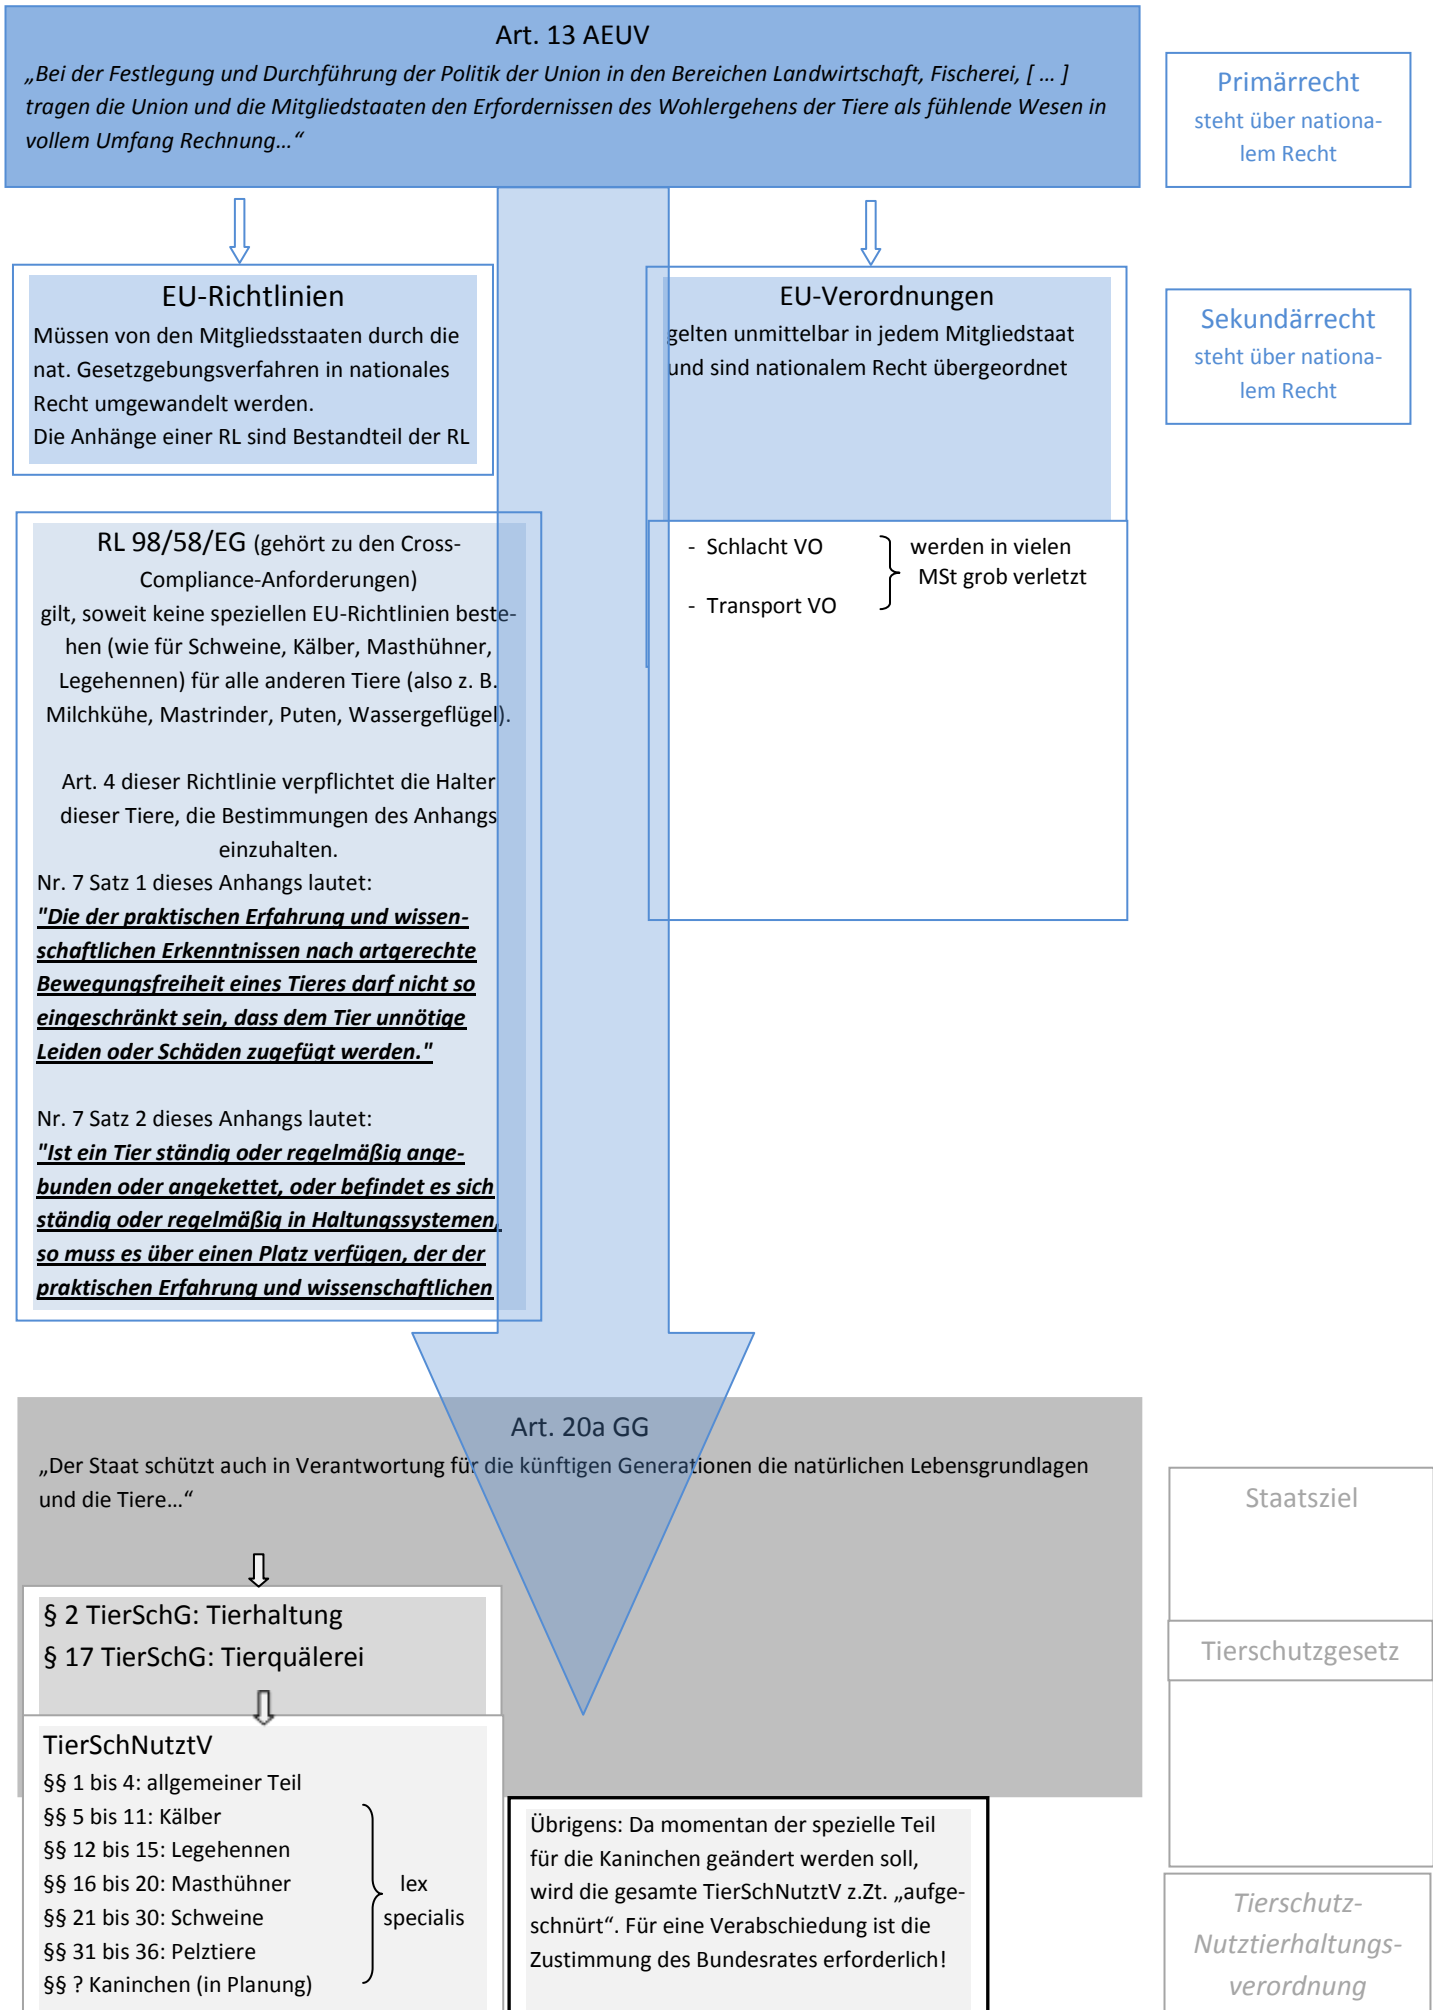 Art. 13 AEUV
„Bei der Festlegung und Durchführung der Politik der Union in den Bereichen Landwirtschaft, Fischerei, [ … ]
tragen die Union und die Mitgliedstaaten den Erfordernissen des Wohlergehens der Tiere als fühlende Wesen in
vollem Umfang Rechnung…“
Primärrecht
steht über nationa-
lem Recht
EU-Richtlinien
Müssen von den Mitgliedsstaaten durch die
nat. Gesetzgebungsverfahren in nationales
Recht umgewandelt werden.
Die Anhänge einer RL sind Bestandteil der RL
EU-Verordnungen
gelten unmittelbar in jedem Mitgliedstaat
und sind nationalem Recht übergeordnet
Sekundärrecht
steht über nationa-
lem Recht
RL 98/58/EG (gehört zu den Cross-
Compliance-Anforderungen)
gilt, soweit keine speziellen EU-Richtlinien beste-
hen (wie für Schweine, Kälber, Masthühner,
Legehennen) für alle anderen Tiere (also z. B.
Milchkühe, Mastrinder, Puten, Wassergeflügel).
Art. 4 dieser Richtlinie verpflichtet die Halter
dieser Tiere, die Bestimmungen des Anhangs
einzuhalten.
Nr. 7 Satz 1 dieses Anhangs lautet:
"Die der praktischen Erfahrung und wissen-
schaftlichen Erkenntnissen nach artgerechte
Bewegungsfreiheit eines Tieres darf nicht so
eingeschränkt sein, dass dem Tier unnötige
Leiden oder Schäden zugefügt werden."
Nr. 7 Satz 2 dieses Anhangs lautet:
"Ist ein Tier ständig oder regelmäßig ange-
bunden oder angekettet, oder befindet es sich
ständig oder regelmäßig in Haltungssystemen,
so muss es über einen Platz verfügen, der der
praktischen Erfahrung und wissenschaftlichen
- Schlacht VO
- Transport VO
werden in vielen
MSt grob verletzt
Art. 20a GG
„Der Staat schützt auch in Verantwortung für die künftigen Generationen die natürlichen Lebensgrundlagen
und die Tiere…“
Staatsziel
§ 2 TierSchG: Tierhaltung
§ 17 TierSchG: Tierquälerei
Tierschutzgesetz
TierSchNutztV
§§ 1 bis 4: allgemeiner Teil
§§ 5 bis 11: Kälber
§§ 12 bis 15: Legehennen
§§ 16 bis 20: Masthühner
§§ 21 bis 30: Schweine
§§ 31 bis 36: Pelztiere
§§ ? Kaninchen (in Planung)
lex
specialis
Übrigens: Da momentan der spezielle Teil
für die Kaninchen geändert werden soll,
wird die gesamte TierSchNutztV z.Zt. „aufge-
schnürt“. Für eine Verabschiedung ist die
Zustimmung des Bundesrates erforderlich!
Tierschutz-
Nutztierhaltungs-
verordnung